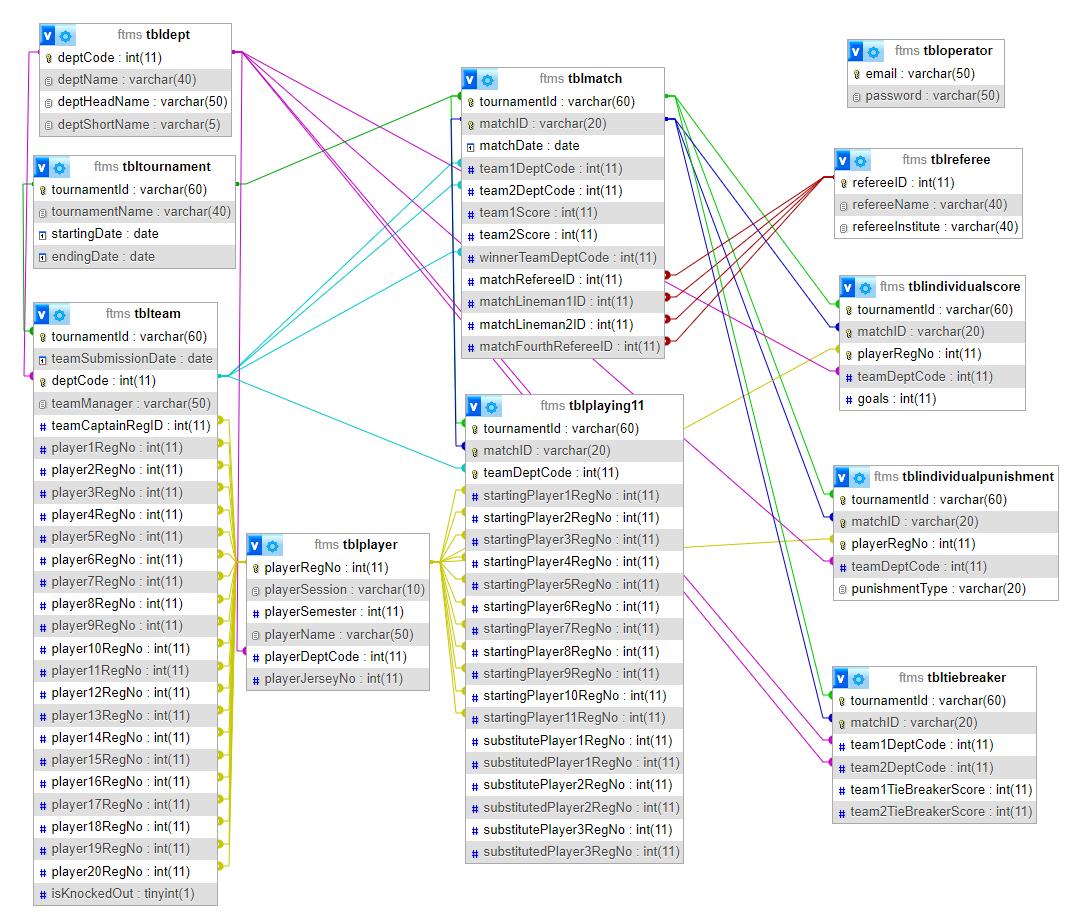 ftms tbldept
deptCode : int(11)
deptName : varchar(40)
deptHeadName : varchar(50)
deptShortName : varchar(5)
ftms tbltournament
tournamentId : varchar(60)
tournamentName : varchar(40)
startingDate : date
endingDate : date
ftms tblteam
tournamentId : varchar(60)
teamSubmissionDate : date
deptCode : int(11)
teamManager : varchar(50)
teamCaptainRegID : int(11)
player1RegNo : int(11)
player2RegNo : int(11)
player3RegNo : int(11)
player4RegNo : int(11)
player5RegNo : int(11)
player6RegNo : int(11)
player7RegNo : int(11)
player8RegNo : int(11)
player9RegNo : int(11)
player10RegNo : int(11)
player11RegNo : int(11)
player12RegNo : int(11)
player13RegNo : int(11)
player14RegNo : int(11)
player15RegNo : int(11)
player16RegNo : int(11)
player17RegNo : int(11)
player18RegNo : int(11)
player19RegNo : int(11)
player20RegNo : int(11)
isKnockedOut : tinyint(1)
ftms tblplayer
playerRegNo : int(11)
playerSession : varchar(10)
playerSemester : int(11)
playerName : varchar(50)
playerDeptCode : int(11)
playerJerseyNo : int(11)
ftms tblmatch
tournamentId : varchar(60)
matchID : varchar(20)
matchDate : date
team1DeptCode : int(11)
team2DeptCode : int(11)
team1Score : int(11)
team2Score : int(11)
winnerTeamDeptCode : int(11)
matchRefereeID : int(11)
matchLineman1ID : int(11)
matchLineman2ID : int(11)
matchFourthRefereeID : int(11)
ftms tblplaying11
tournamentId : varchar(60)
matchID : varchar(20)
teamDeptCode : int(11)
startingPlayer1RegNo : int(11)
startingPlayer2RegNo : int(11)
startingPlayer3RegNo : int(11)
startingPlayer4RegNo : int(11)
startingPlayer5RegNo : int(11)
startingPlayer6RegNo : int(11)
startingPlayer7RegNo : int(11)
startingPlayer8RegNo : int(11)
startingPlayer9RegNo : int(11)
startingPlayer10RegNo : int(11)
startingPlayer11RegNo : int(11)
substitutePlayer1RegNo : int(11)
substitutedPlayer1RegNo : int(11)
substitutePlayer2RegNo : int(11)
substitutedPlayer2RegNo : int(11)
substitutePlayer3RegNo : int(11)
substitutedPlayer3RegNo : int(11)
ftms tbloperator
email : varchar(50)
password : varchar(50)
ftms tblreferee
refereeID : int(11)
refereeName : varchar(40)
refereeInstitute : varchar(40)
ftms tblindividualscore
tournamentId : varchar(60)
matchID : varchar(20)
playerRegNo : int(11)
teamDeptCode : int(11)
goals : int(11)
ftms tblindividualpunishment
tournamentId : varchar(60)
matchID : varchar(20)
playerRegNo : int(11)
teamDeptCode : int(11)
punishmentType : varchar(20)
ftms tbltiebreaker
tournamentId : varchar(60)
matchID : varchar(20)
team1DeptCode : int(11)
team2DeptCode : int(11)
team1TieBreakerScore : int(11)
team2TieBreakerScore : int(11)